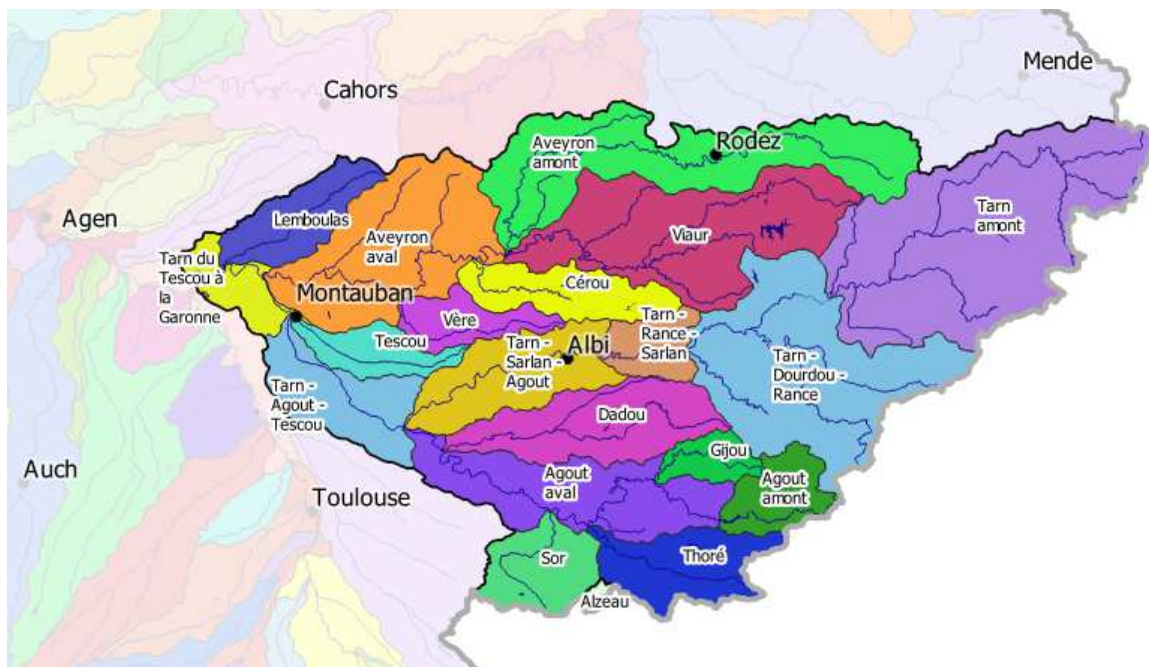 Mende
Cahors
Rodez
Aveyron
amont
Agen
Lemboulas
Tarn
amont
Aveyron
aval
Viaur
Tarn du
Tescou à
la
Garonne
Cérou
Montauban
Vère
Tarn -
Rance -
Sarlan
Tescou
Tarn -
Sarlan -
Agout
Albi
Tarn -
Dourdou -
Rance
Tarn -
Agout -
Tescou
Dadou
Gijou
Auch
Agout
aval
Agout
amont
Toulouse
Sor
Thoré
Alzeau